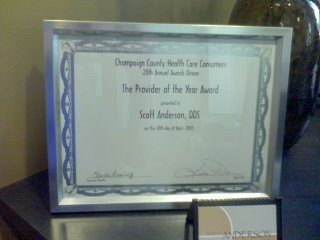 Champaign County Health Care Consumers
28th Annual Awards Dinner
The Provider of the Year Award
presented to
Scott Anderson, DDS
on this 20th day of April, 2005
ANDERSON